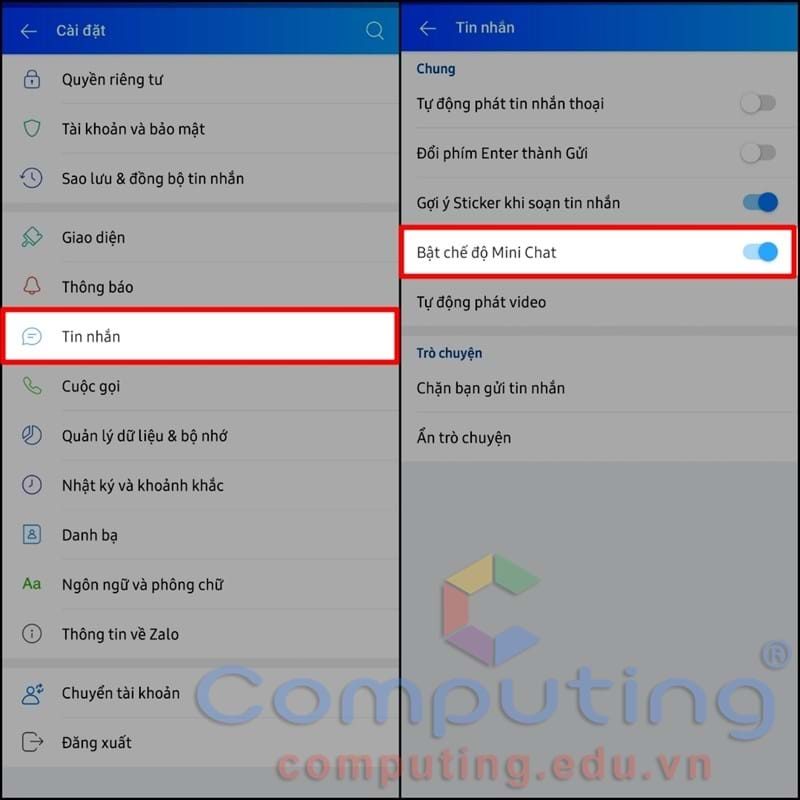 Cài đặt
Quyền riêng tư
Tài khoản và bảo mật
Sao lưu & đồng bộ tin nhắn
Giao diện
Thông báo
Tin nhắn
Cuộc gọi
Quản lý dữ liệu & bộ nhớ
Nhật ký và khoảnh khắc
Danh bạ
Aa Ngôn ngữ và phông chữ
Thông tin về Zalo
Chuyển tài khoản
Đăng xuất
Tin nhắn
Chung
Tự động phát tin nhắn thoại
Đổi phím Enter thành Gửi
Gợi ý Sticker khi soạn tin nhắn
Bật chế độ Mini Chat
Tự động phát video
Trò chuyện
Chặn bạn gửi tin nhắn
Ẩn trò chuyện
Computing®
computing.edu.vn